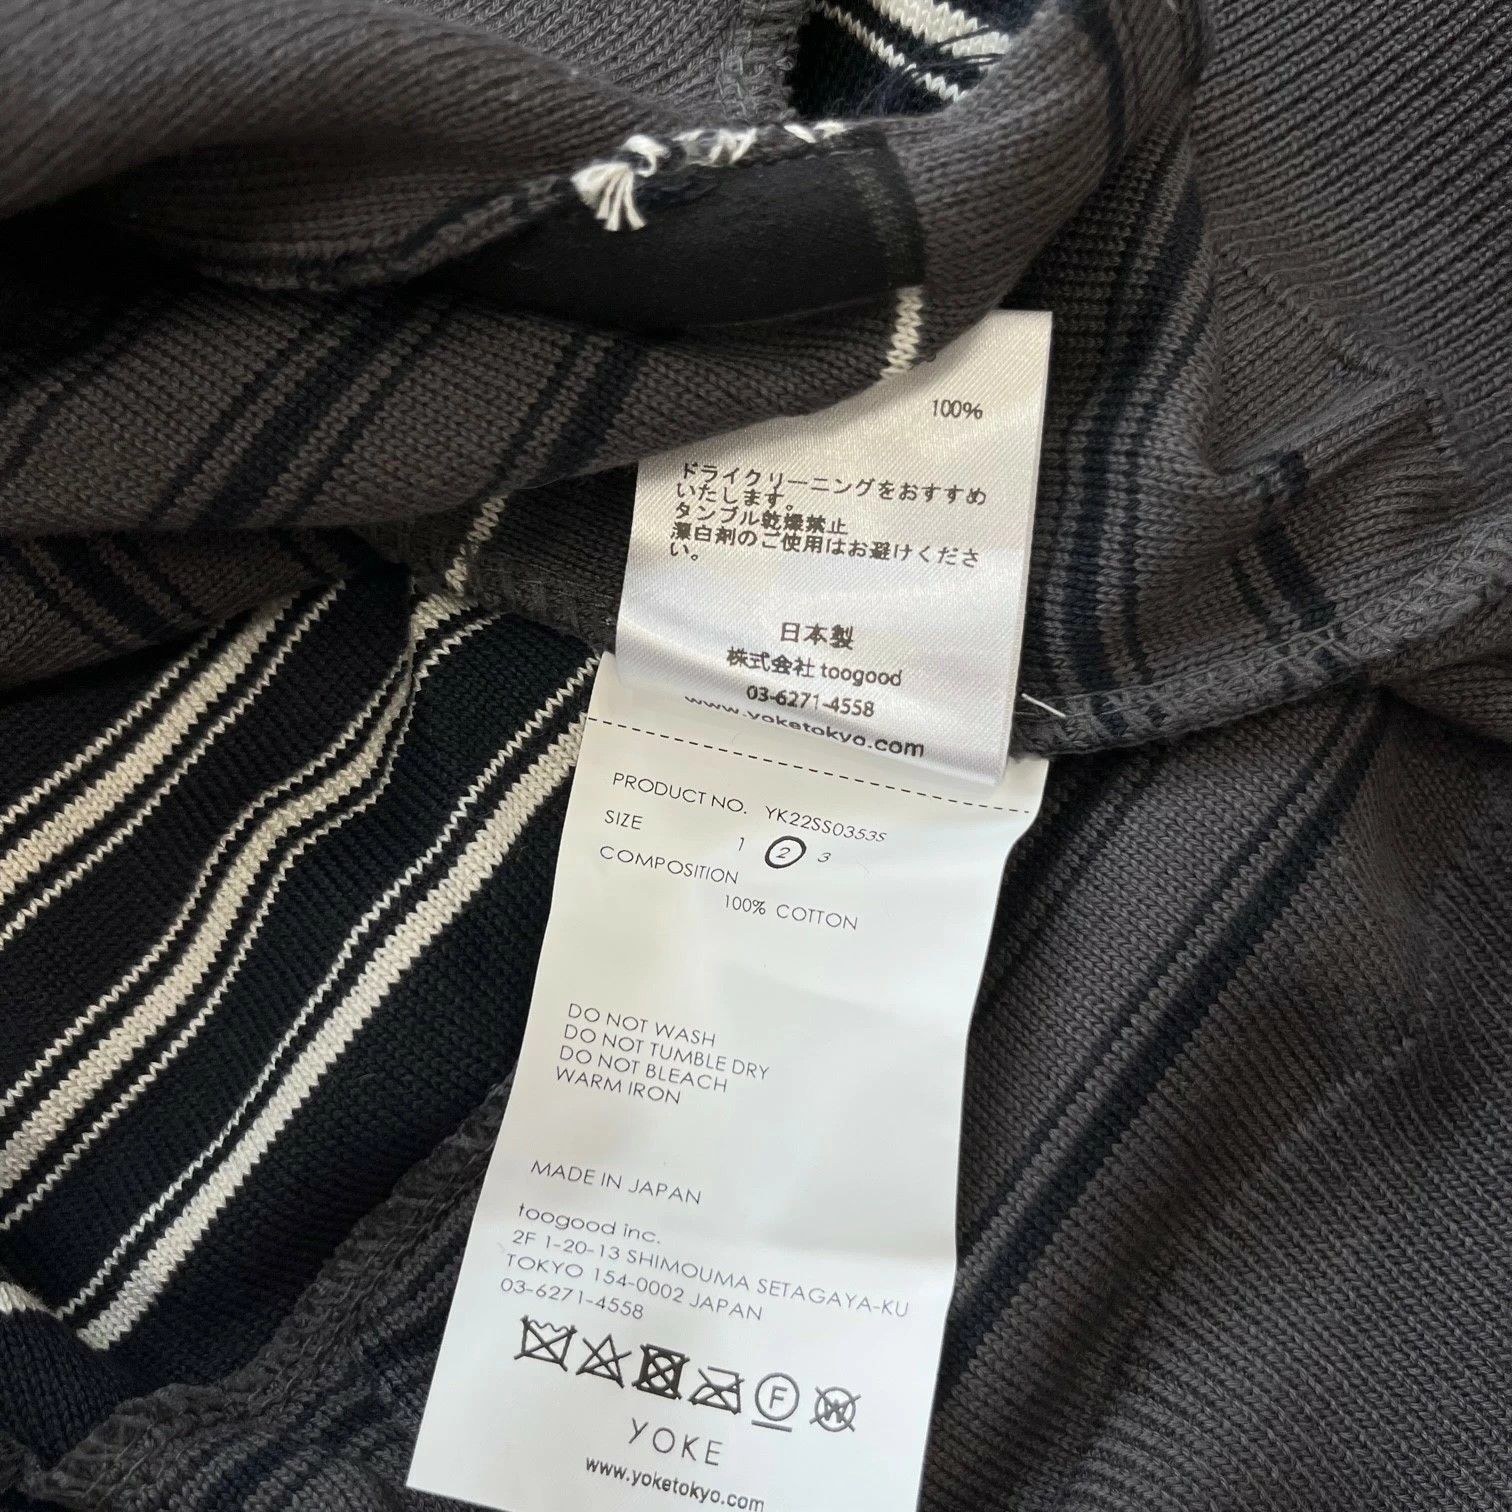 100%
ドライクリーニングをおすすめ
いたします。
タンブル乾燥禁止
漂白剤のご使用はお避けくださ
い。
日本製
株式会社 toogood
03-6271-4558
www.yoketokyo.com
PRODUCT NO. YK22SS0353S
SIZE
1 2 3
COMPOSITION
100% COTTON
DO NOT WASH
DO NOT TUMBLE DRY
DO NOT BLEACH
WARM IRON
MADE IN JAPAN
toogood inc.
2F 1-20-13 SHIMOUMA SETAGAYA-KU
TOKYO 154-0002 JAPAN
03-6271-4558
F W
YOKE
www.yoketokyo.com